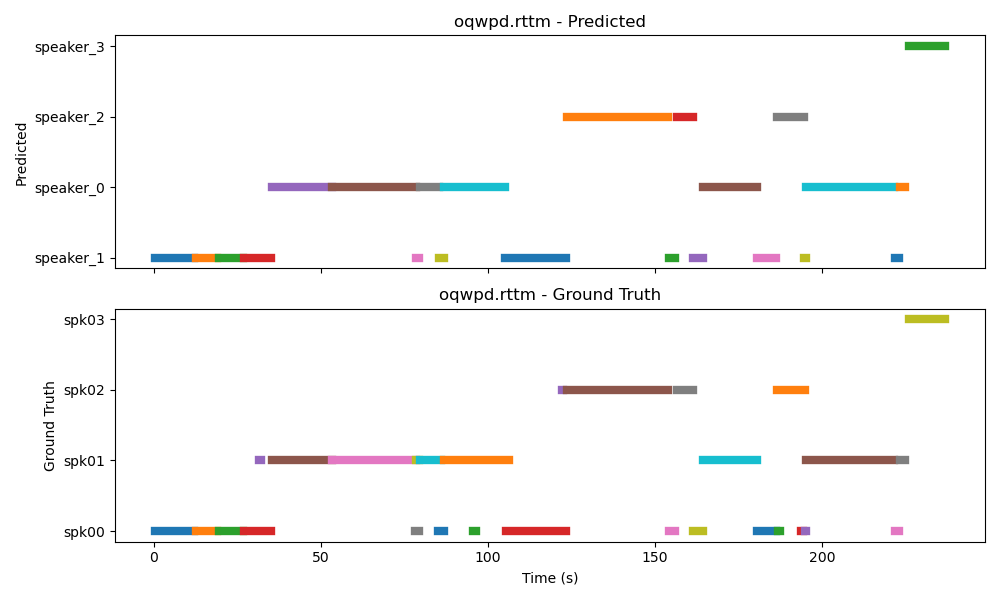 oqwpd.rttm - Predicted
speaker_3
speaker_2
speaker_0
speaker_1
Predicted
oqwpd.rttm - Ground Truth
spk03
spk02
spk01
spk00
Ground Truth
0 50 100 150 200
Time (s)